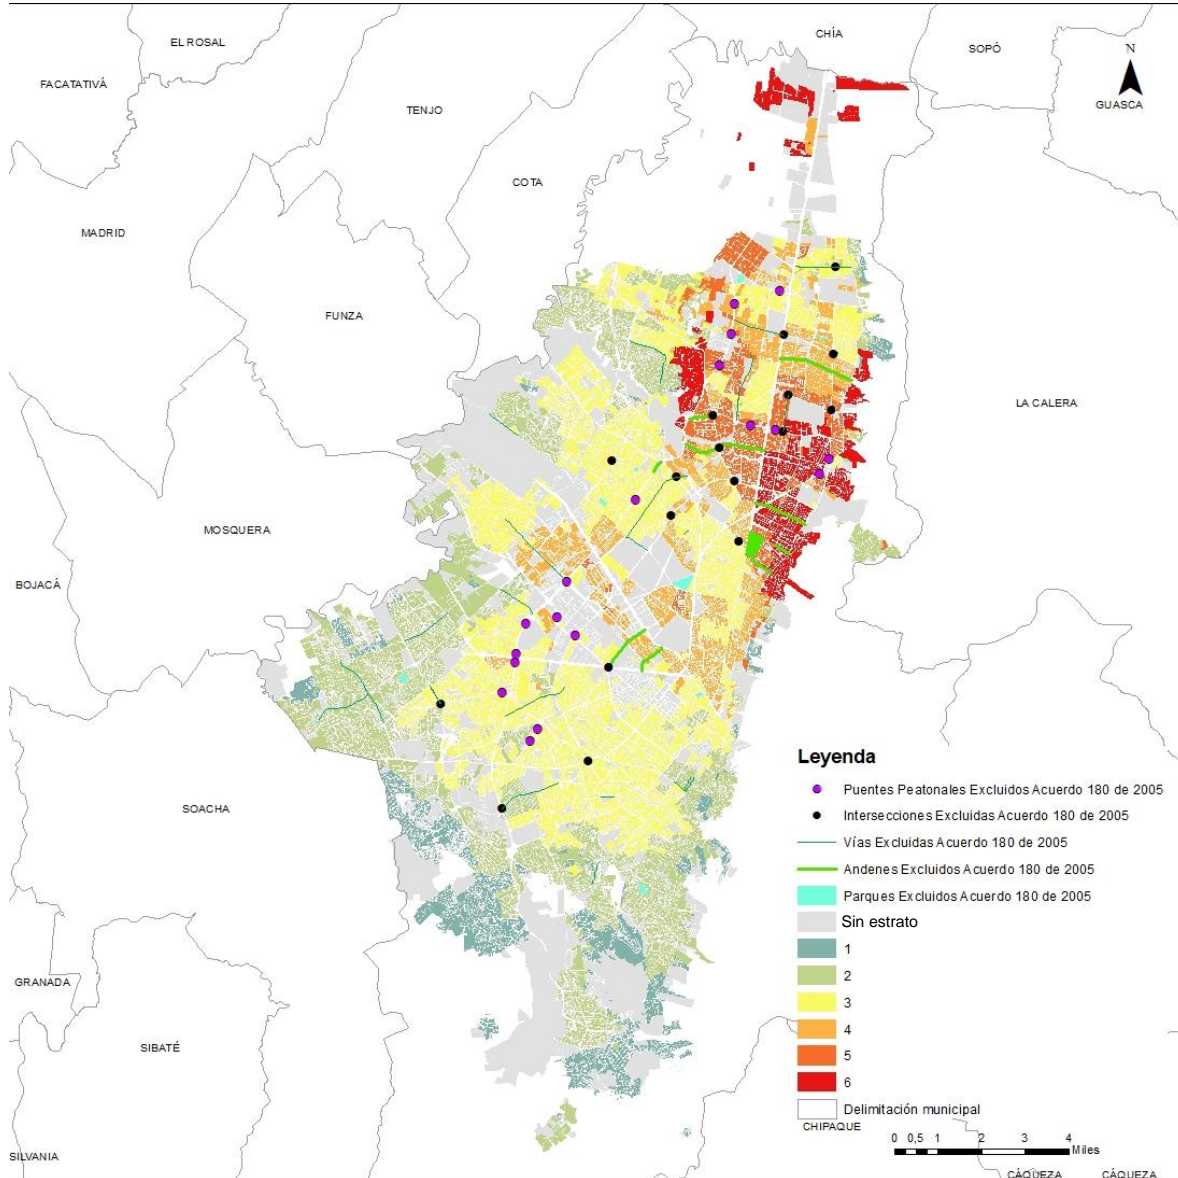 CHÍA
EL ROSAL
SOPÓ
N
FACATATIVÁ
GUASCA
TENJO
COTA
MADRID
FUNZA
LA CALERA
MOSQUERA
BOJACÁ
SOACHA
Leyenda
Puentes Peatonales Excluidos Acuerdo 180 de 2005
Intersecciones Excluidas Acuerdo 180 de 2005
Vías Excluidas Acuerdo 180 de 2005
Andenes Excluidos Acuerdo 180 de 2005
Parques Excluidos Acuerdo 180 de 2005
Sin estrato
1
2
3
4
5
6
Delimitación municipal
GRANADA
SIBATÉ
CHIPAQUE
0 0,5 1 2 3 4
Miles
SILVANIA
CÁQUEZA
CÁQUEZA